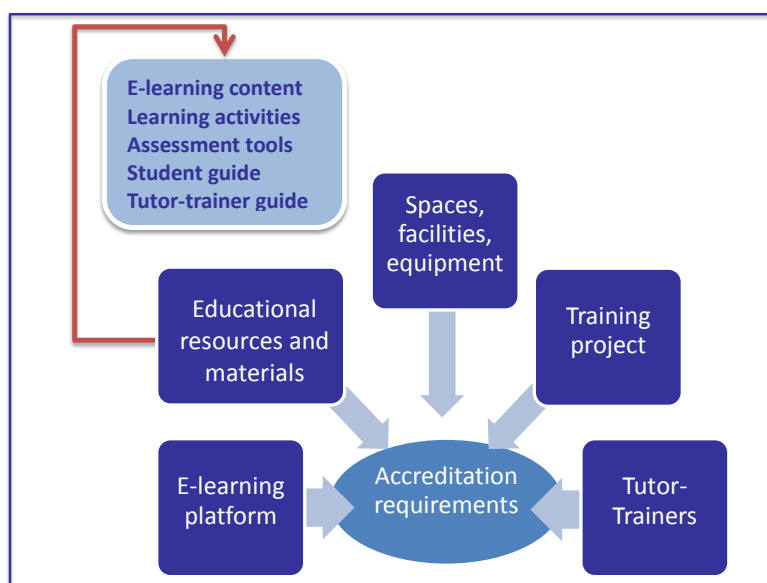 E-learning content
Learning activities
Assessment tools
Student guide
Tutor-trainer guide
Spaces,
facilities,
equipment
Educational
resources and
materials
Training
project
E-learning
platform
Accreditation
requirements
Tutor-
Trainers